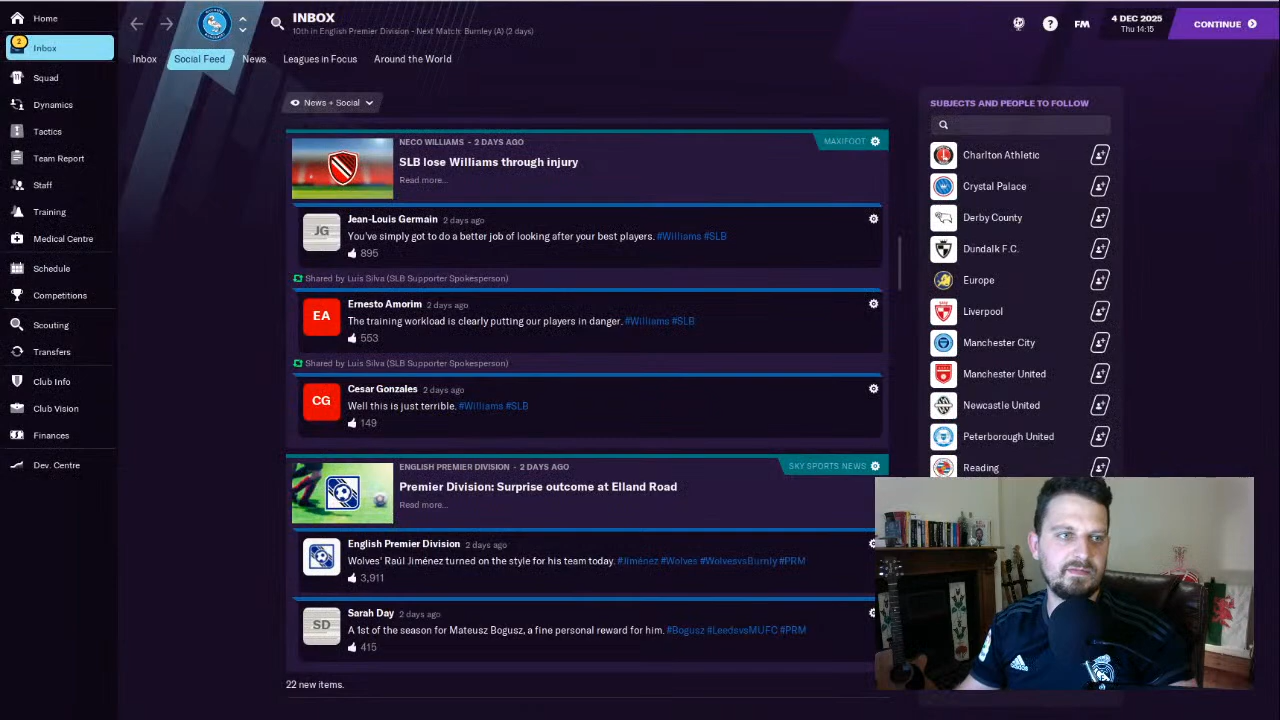 Home
INBOX
10th in English Premier Division - Next Match: Burnley (A) (2 days)
FM
4 DEC 2025
Thu 14:15
CONTINUE
2
Inbox
Inbox
Social Feed
News
Leagues in Focus
Around the World
Squad
Dynamics
Tactics
Team Report
Staff
Training
Medical Centre
Schedule
Competitions
Scouting
Transfers
Club Info
Club Vision
Finances
Dev. Centre
News + Social
NECO WILLIAMS - 2 DAYS AGO
MAXIFOOT
SLB lose Williams through injury
Read more...
JG
Jean-Louis Germain 2 days ago
You've simply got to do a better job of looking after your best players. #Williams #SLB
895
Shared by Luis Silva (SLB Supporter Spokesperson)
EA
Ernesto Amorim 2 days ago
The training workload is clearly putting our players in danger. #Williams #SLB
553
Shared by Luis Silva (SLB Supporter Spokesperson)
CG
Cesar Gonzales 2 days ago
Well this is just terrible. #Williams #SLB
149
ENGLISH PREMIER DIVISION - 2 DAYS AGO
SKY SPORTS NEWS
Premier Division: Surprise outcome at Elland Road
Read more...
English Premier Division 2 days ago
Wolves' Raúl Jiménez turned on the style for his team today. #Jiménez #Wolves #WolvesvsBurnly #PRM
3,911
SD
Sarah Day 2 days ago
A 1st of the season for Mateusz Bogusz, a fine personal reward for him. #Bogusz #LeedsvsMUFC #PRM
415
22 new items.
SUBJECTS AND PEOPLE TO FOLLOW
Charlton Athletic
Crystal Palace
Derby County
Dundalk F.C.
Europe
Liverpool
Manchester City
Manchester United
Newcastle United
Peterborough United
Reading